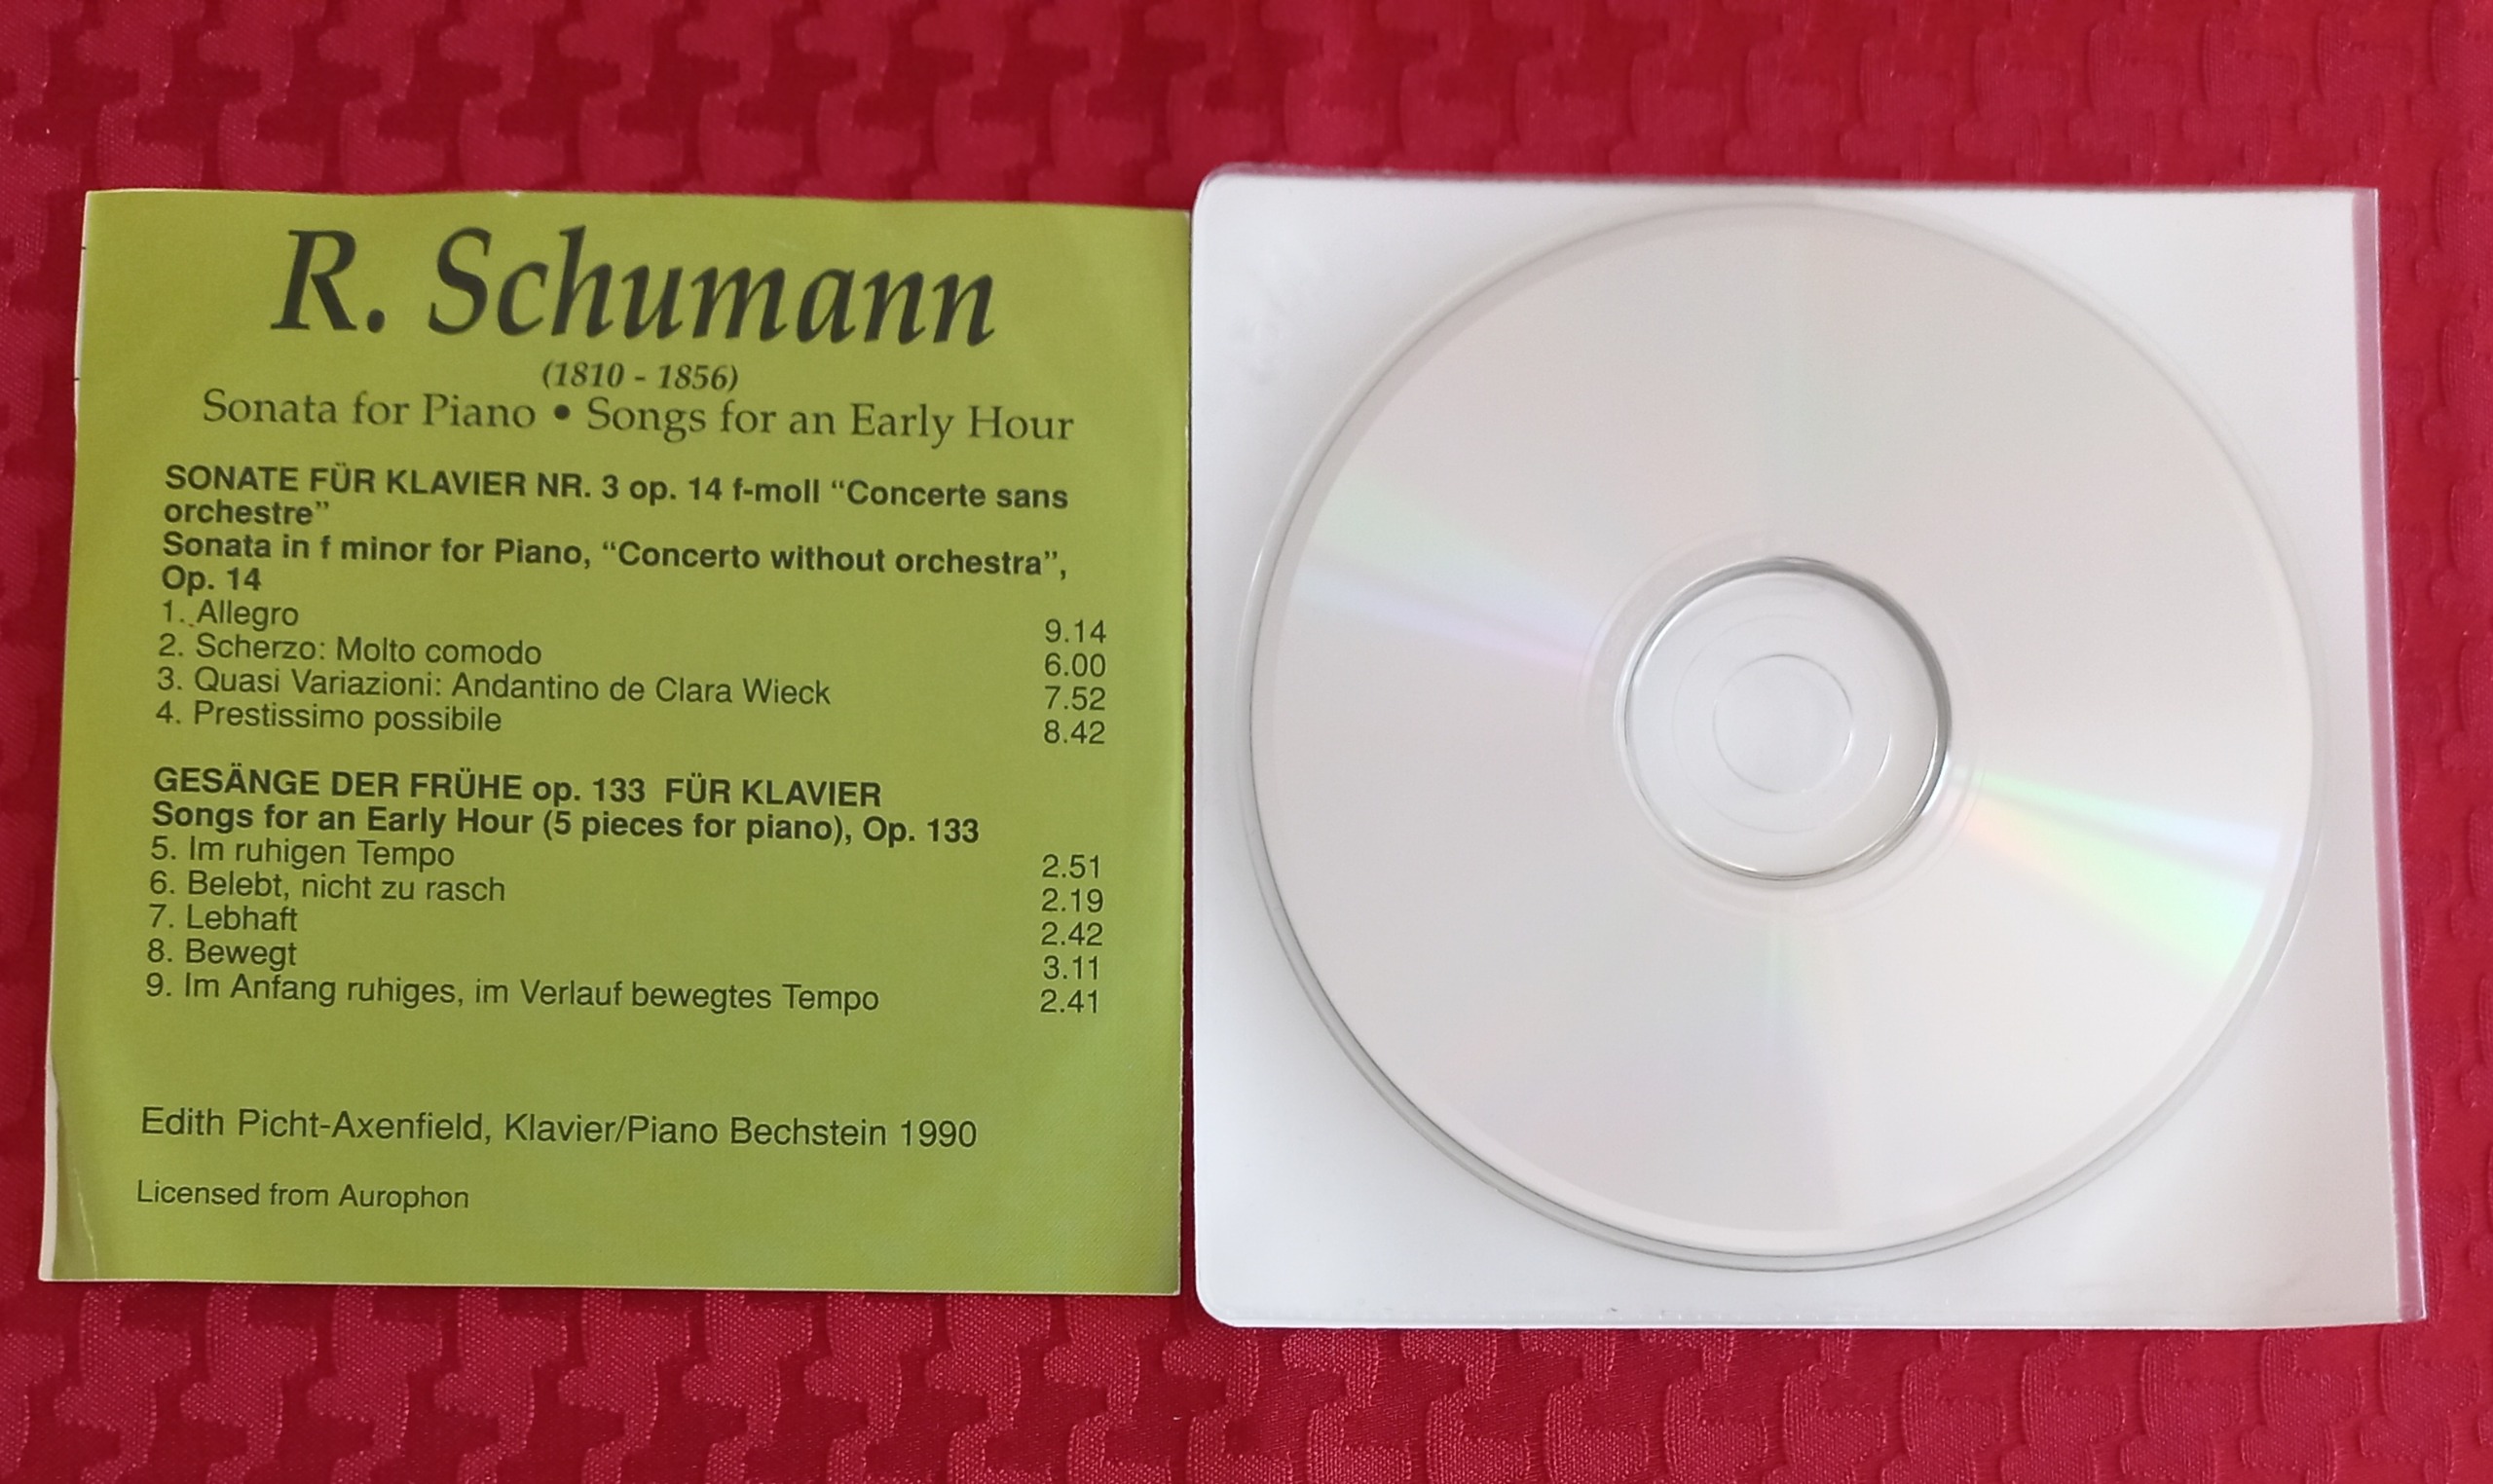 R. Schumann
(1810 - 1856)
Sonata for Piano • Songs for an Early Hour
SONATE FÜR KLAVIER NR. 3 op. 14 f-moll “Concerte sans
orchestre”
Sonata in f minor for Piano, “Concerto without orchestra”,
Op. 14
1. Allegro 9.14
2. Scherzo: Molto comodo 6.00
3. Quasi Variazioni: Andantino de Clara Wieck 7.52
4. Prestissimo possibile 8.42
GESÄNGE DER FRÜHE op. 133 FÜR KLAVIER
Songs for an Early Hour (5 pieces for piano), Op. 133
5. Im ruhigen Tempo 2.51
6. Belebt, nicht zu rasch 2.19
7. Lebhaft 2.42
8. Bewegt 3.11
9. Im Anfang ruhiges, im Verlauf bewegtes Tempo 2.41
Edith Picht-Axenfield, Klavier/Piano Bechstein 1990
Licensed from Aurophon